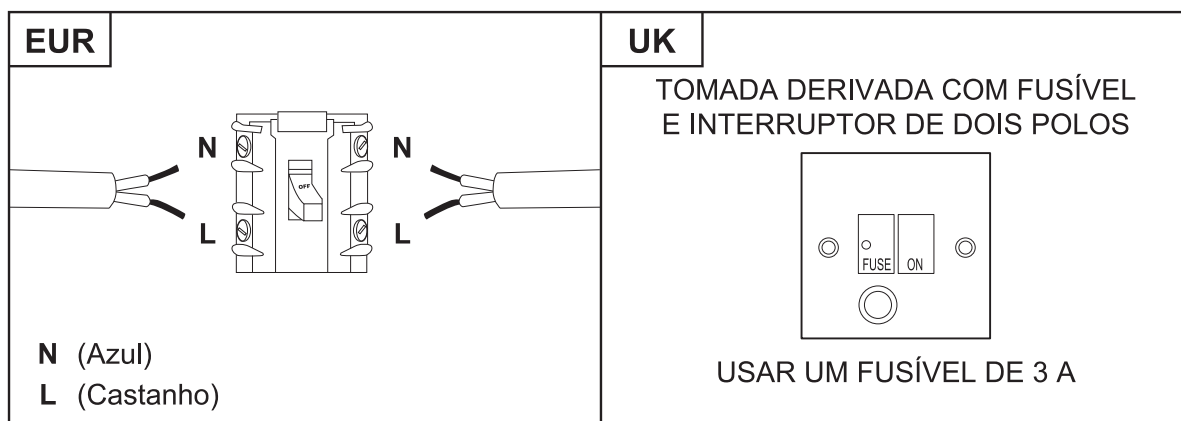 EUR
N
N
OFF
L
L
N (Azul)
L (Castanho)
UK
TOMADA DERIVADA COM FUSÍVEL
E INTERRUPTOR DE DOIS POLOS
FUSE ON
USAR UM FUSÍVEL DE 3 A